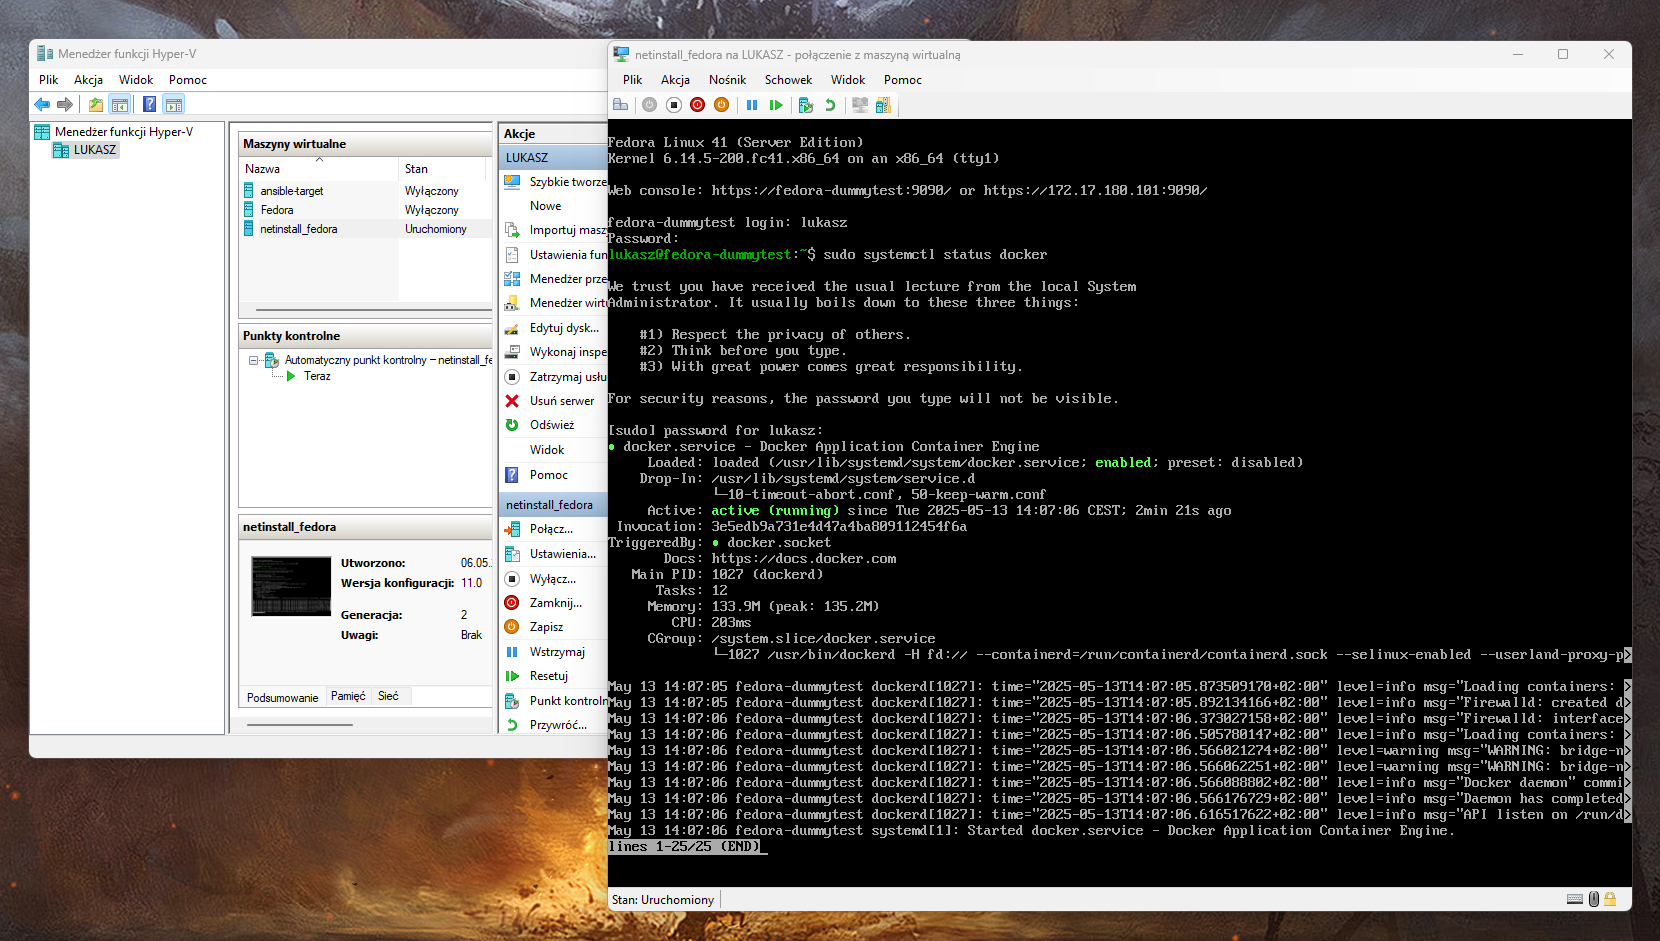 Menedżer funkcji Hyper-V
Plik Akcja Widok Pomoc
Menedżer funkcji Hyper-V
LUKASZ
Maszyny wirtualne
Nazwa Stan
ansible-target Wyłączony
Fedora Wyłączony
netinstall_fedora Uruchomiony
Punkty kontrolne
Automatyczny punkt kontrolny – netinstall_fe
Teraz
netinstall_fedora
Utworzono: 06.05.
Wersja konfiguracji: 11.0
Generacja: 2
Uwagi: Brak
Podsumowanie Pamięć Sieć
Akcje
LUKASZ
Szybkie tworze
Nowe
Importuj masz
Ustawienia fun
Menedżer prze
Menedżer wirtu
Edytuj dysk...
Wykonaj inspe
Zatrzymaj usłu
Usuń serwer
Odśwież
Widok
Pomoc
netinstall_fedora
Połącz...
Ustawienia...
Wyłącz...
Zamknij...
Zapisz
Wstrzymaj
Resetuj
Punkt kontroln
Przywróć...
netinstall_fedora na LUKASZ - połączenie z maszyną wirtualną
Plik Akcja Nośnik Schowek Widok Pomoc
Fedora Linux 41 (Server Edition)
Kernel 6.14.5-200.fc41.x86_64 on an x86_64 (tty1)
Web console: https://fedora-dummytest:9090/ or https://172.17.180.101:9090/
fedora-dummytest login: lukasz
Password:
lukasz@fedora-dummytest:~$ sudo systemctl status docker
We trust you have received the usual lecture from the local System
Administrator. It usually boils down to these three things:
#1) Respect the privacy of others.
#2) Think before you type.
#3) With great power comes great responsibility.
For security reasons, the password you type will not be visible.
[sudo] password for lukasz:
● docker.service - Docker Application Container Engine
Loaded: loaded (/usr/lib/systemd/system/docker.service; enabled; preset: disabled)
Drop-In: /usr/lib/systemd/system/service.d
└─10-timeout-abort.conf, 50-keep-warm.conf
Active: active (running) since Tue 2025-05-13 14:07:06 CEST; 2min 21s ago
Invocation: 3e5edb9a731e4d47a4ba809112454f6a
TriggeredBy: ● docker.socket
Docs: https://docs.docker.com
Main PID: 1027 (dockerd)
Tasks: 12
Memory: 133.9M (peak: 135.2M)
CPU: 203ms
CGroup: /system.slice/docker.service
└─1027 /usr/bin/dockerd -H fd:// --containerd=/run/containerd/containerd.sock --selinux-enabled --userland-proxy-p>
May 13 14:07:05 fedora-dummytest dockerd[1027]: time="2025-05-13T14:07:05.873509170+02:00" level=info msg="Loading containers: >
May 13 14:07:05 fedora-dummytest dockerd[1027]: time="2025-05-13T14:07:05.892134166+02:00" level=info msg="Firewalld: created d>
May 13 14:07:06 fedora-dummytest dockerd[1027]: time="2025-05-13T14:07:06.373027158+02:00" level=info msg="Firewalld: interface>
May 13 14:07:06 fedora-dummytest dockerd[1027]: time="2025-05-13T14:07:06.505780147+02:00" level=info msg="Loading containers: >
May 13 14:07:06 fedora-dummytest dockerd[1027]: time="2025-05-13T14:07:06.566021274+02:00" level=warning msg="WARNING: bridge-n>
May 13 14:07:06 fedora-dummytest dockerd[1027]: time="2025-05-13T14:07:06.566062251+02:00" level=warning msg="WARNING: bridge-n>
May 13 14:07:06 fedora-dummytest dockerd[1027]: time="2025-05-13T14:07:06.566088802+02:00" level=info msg="Docker daemon" commi>
May 13 14:07:06 fedora-dummytest dockerd[1027]: time="2025-05-13T14:07:06.566176729+02:00" level=info msg="Daemon has completed>
May 13 14:07:06 fedora-dummytest dockerd[1027]: time="2025-05-13T14:07:06.616517622+02:00" level=info msg="API listen on /run/d>
May 13 14:07:06 fedora-dummytest systemd[1]: Started docker.service - Docker Application Container Engine.
lines 1-25/25 (END)
Stan: Uruchomiony